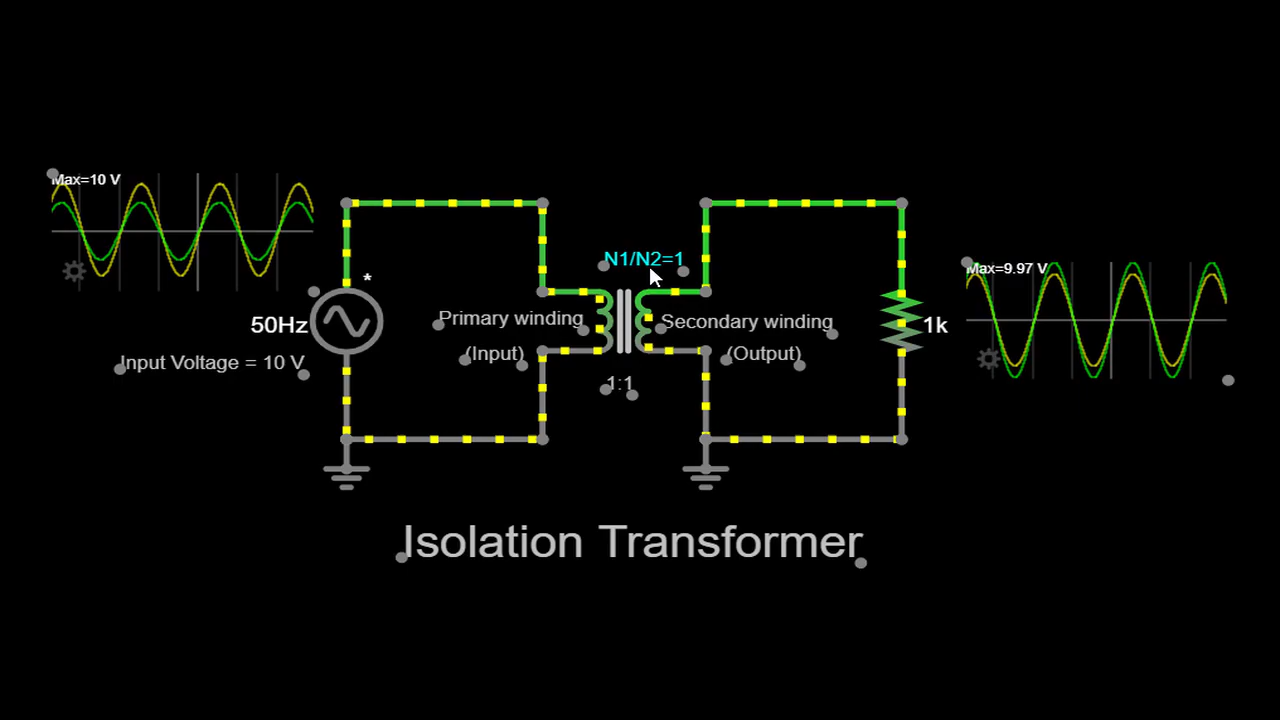 Max=10 V
N1/N2=1
Max=9.97 V
*
50Hz
Primary winding
Secondary winding
1k
Input Voltage = 10 V
(Input)
(Output)
1:1
Isolation Transformer